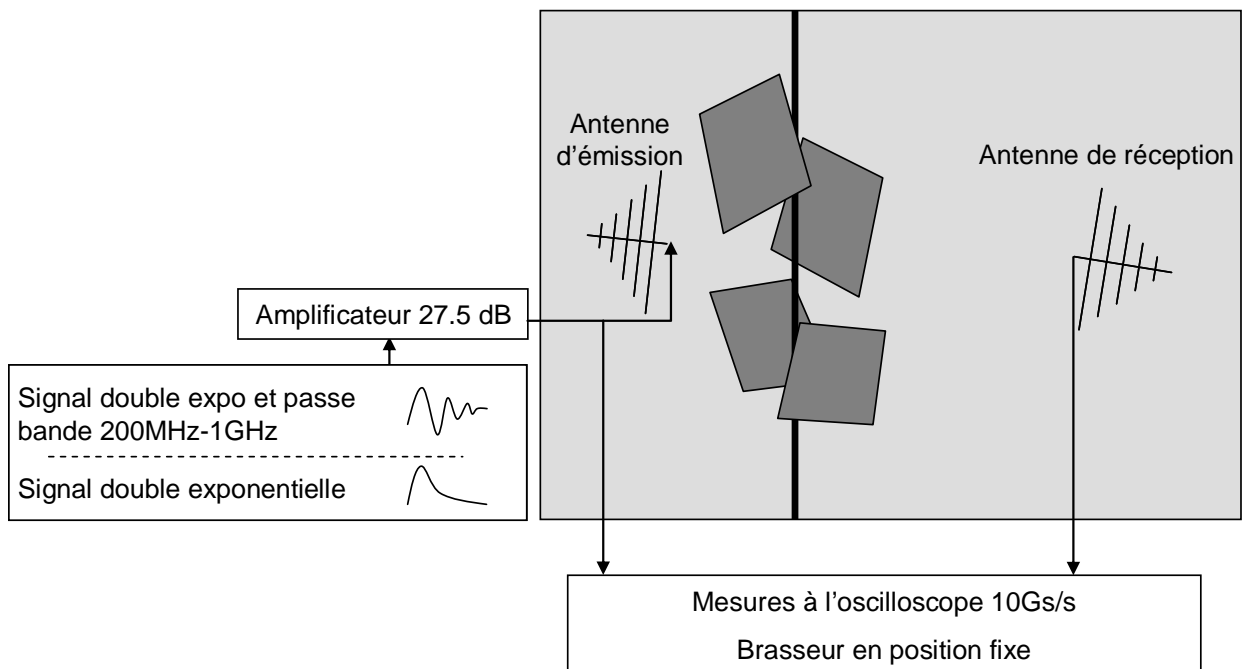 Antenne
d'émission
Antenne de réception
Amplificateur 27.5 dB
Signal double expo et passe
bande 200MHz-1GHz
Signal double exponentielle
Mesures à l'oscilloscope 10Gs/s
Brasseur en position fixe